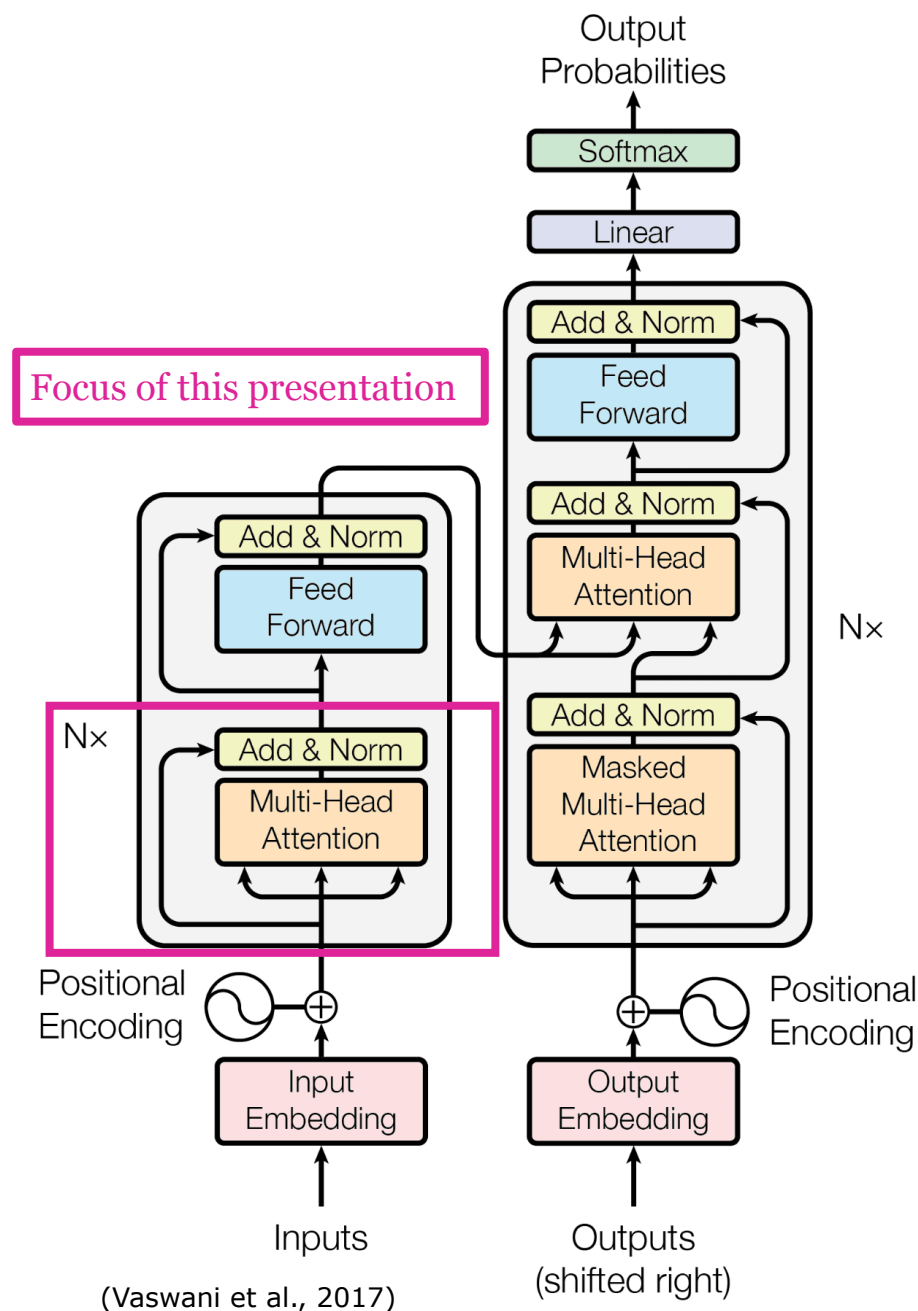 Output
Probabilities
Softmax
Linear
Add & Norm
Feed
Forward
Add & Norm
Multi-Head
Attention
Nx
Add & Norm
Masked
Multi-Head
Attention
Focus of this presentation
Add & Norm
Feed
Forward
N×
Add & Norm
Multi-Head
Attention
Positional
Encoding
Positional
Encoding
Input
Embedding
Output
Embedding
Inputs
Outputs
(shifted right)
(Vaswani et al., 2017)